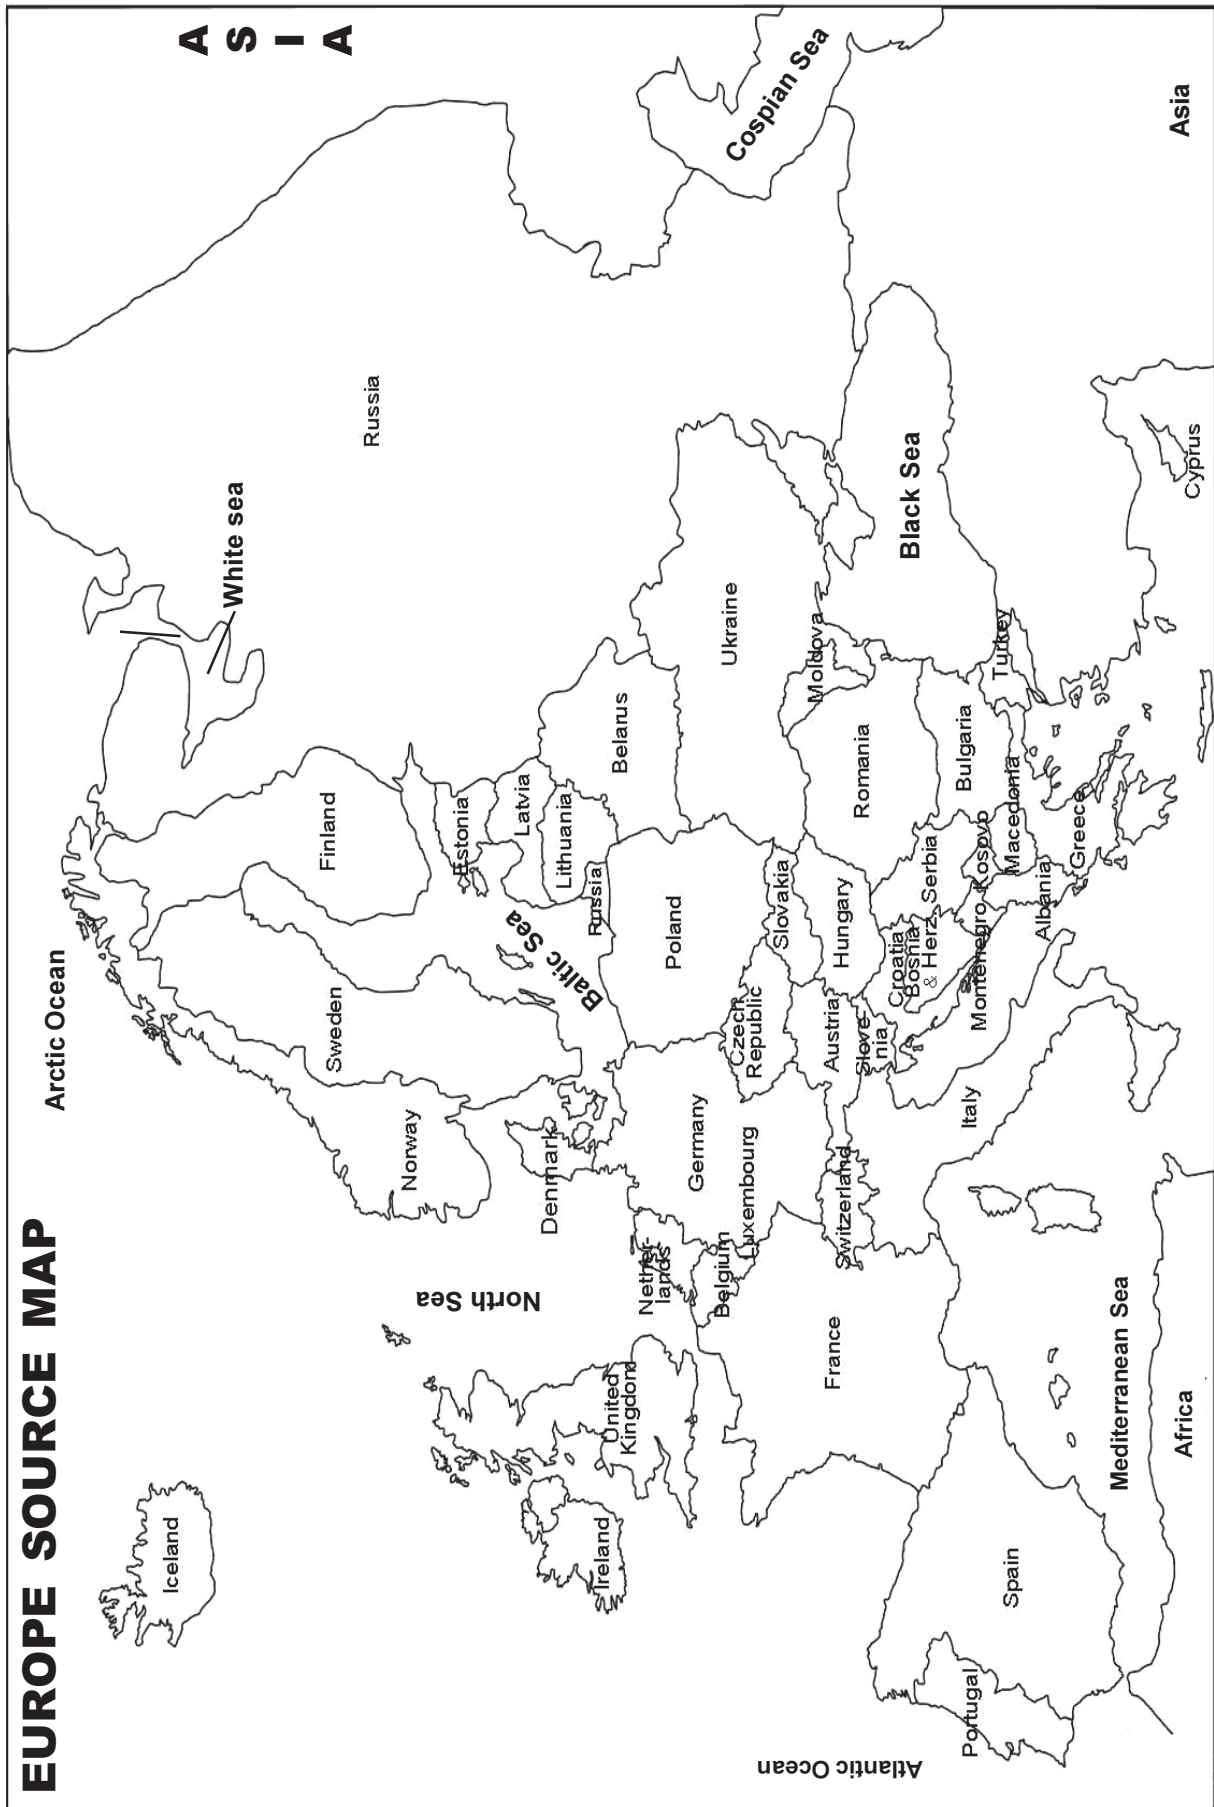 EUROPE SOURCE MAP
A
S
I
A
Arctic Ocean
White sea
Iceland
Russia
Finland
Sweden
Norway
Estonia
Latvia
Lithuania
Russia
Baltic Sea
North Sea
Denmark
Belarus
United
Kingdom
Ireland
Nether-
lands
Belgium
Luxembourg
Germany
Poland
Ukraine
Czech
Republic
Slovakia
Moldova
Cospian Sea
France
Switzerland
Austria
Slove-
nia
Hungary
Romania
Croatia
Bosnia
& Herz.
Serbia
Black Sea
Atlantic Ocean
Portugal
Spain
Italy
Montenegro
Kosovo
Bulgaria
Turkey
Macedonia
Albania
Greece
Mediterranean Sea
Africa
Cyprus
Asia